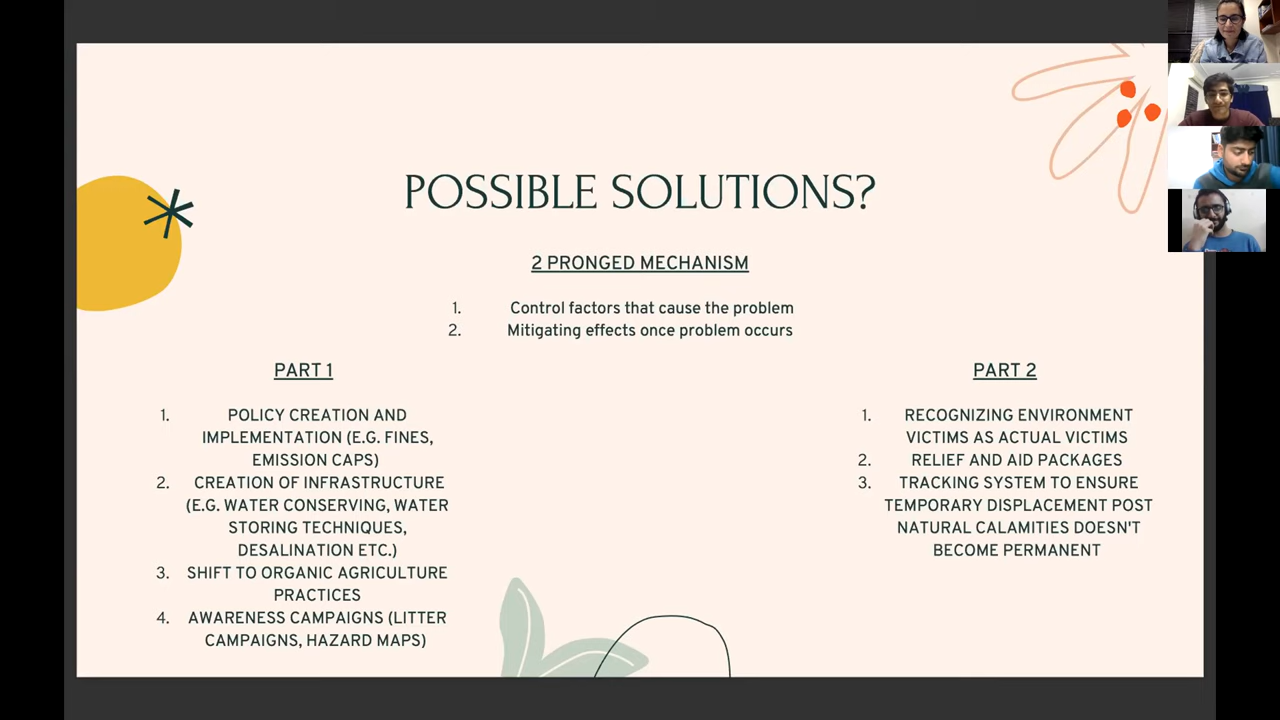 POSSIBLE SOLUTIONS?
2 PRONGED MECHANISM
1. Control factors that cause the problem
2. Mitigating effects once problem occurs
PART 1
1. POLICY CREATION AND
IMPLEMENTATION (E.G. FINES,
EMISSION CAPS)
2. CREATION OF INFRASTRUCTURE
(E.G. WATER CONSERVING, WATER
STORING TECHNIQUES,
DESALINATION ETC.)
3. SHIFT TO ORGANIC AGRICULTURE
PRACTICES
4. AWARENESS CAMPAIGNS (LITTER
CAMPAIGNS, HAZARD MAPS)
PART 2
1. RECOGNIZING ENVIRONMENT
VICTIMS AS ACTUAL VICTIMS
2. RELIEF AND AID PACKAGES
3. TRACKING SYSTEM TO ENSURE
TEMPORARY DISPLACEMENT POST
NATURAL CALAMITIES DOESN'T
BECOME PERMANENT